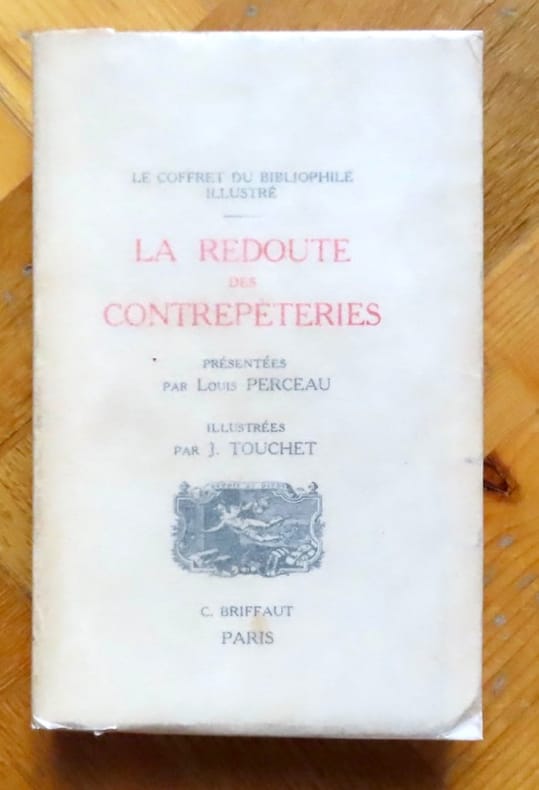 LE COFFRET DU BIBLIOPHILE
ILLUSTRÉ
LA REDOUTE
DES
CONTREPÈTERIES
PRÉSENTÉES
PAR LOUIS PERCEAU
ILLUSTRÉES
PAR J. TOUCHET
C. BRIFFAUT
PARIS